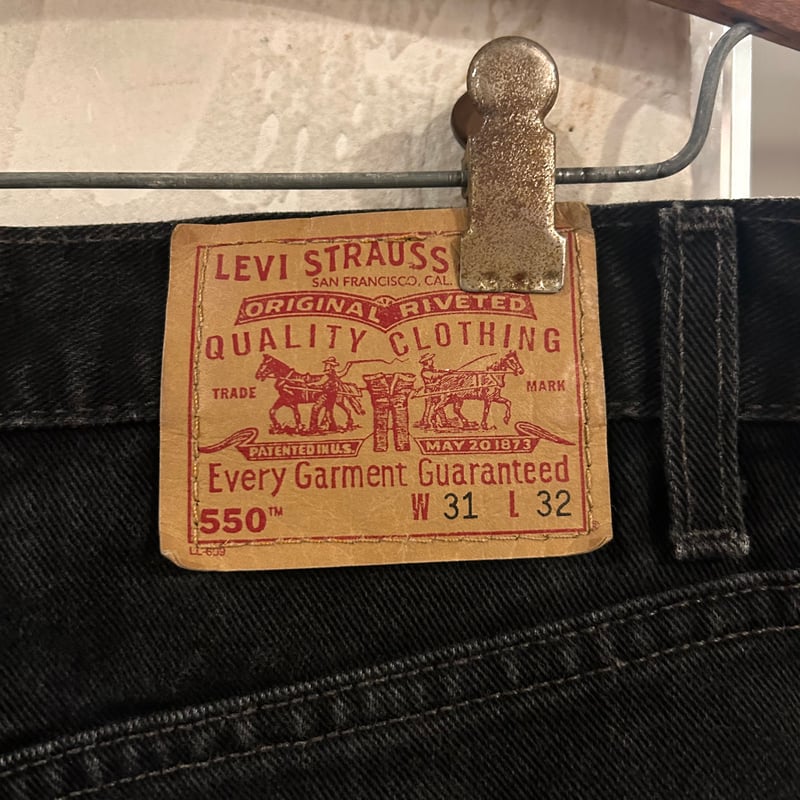 LEVI STRAUSS
SAN FRANCISCO, CAL.
ORIGINAL RIVETED
QUALITY CLOTHING
TRADE MARK
PATENTED IN U.S. MAY 20 1873
Every Garment Guaranteed
550™ W 31 L 32